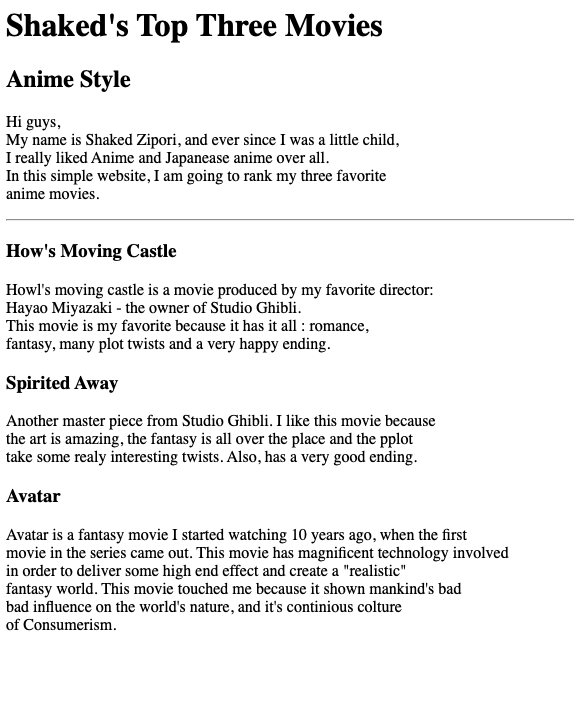 Shaked's Top Three Movies
Anime Style
Hi guys,
My name is Shaked Zipori, and ever since I was a little child,
I really liked Anime and Japanease anime over all.
In this simple website, I am going to rank my three favorite
anime movies.
How's Moving Castle
Howl's moving castle is a movie produced by my favorite director:
Hayao Miyazaki - the owner of Studio Ghibli.
This movie is my favorite because it has it all : romance,
fantasy, many plot twists and a very happy ending.
Spirited Away
Another master piece from Studio Ghibli. I like this movie because
the art is amazing, the fantasy is all over the place and the pplot
take some realy interesting twists. Also, has a very good ending.
Avatar
Avatar is a fantasy movie I started watching 10 years ago, when the first
movie in the series came out. This movie has magnificent technology involved
in order to deliver some high end effect and create a "realistic"
fantasy world. This movie touched me because it shown mankind's bad
bad influence on the world's nature, and it's continious colture
of Consumerism.